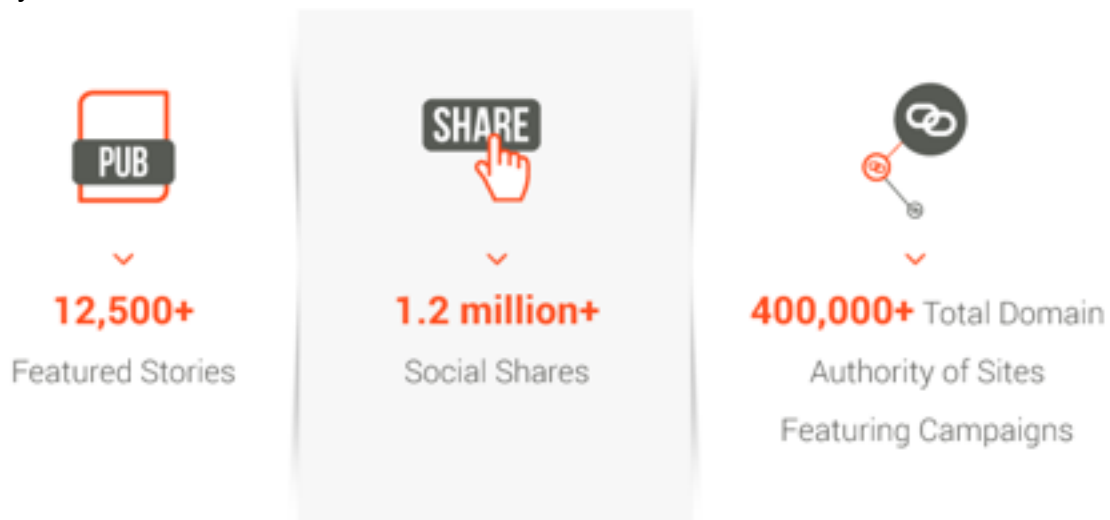 PUB
12,500+
Featured Stories
SHARE
1.2 million+
Social Shares
400,000+ Total Domain
Authority of Sites
Featuring Campaigns